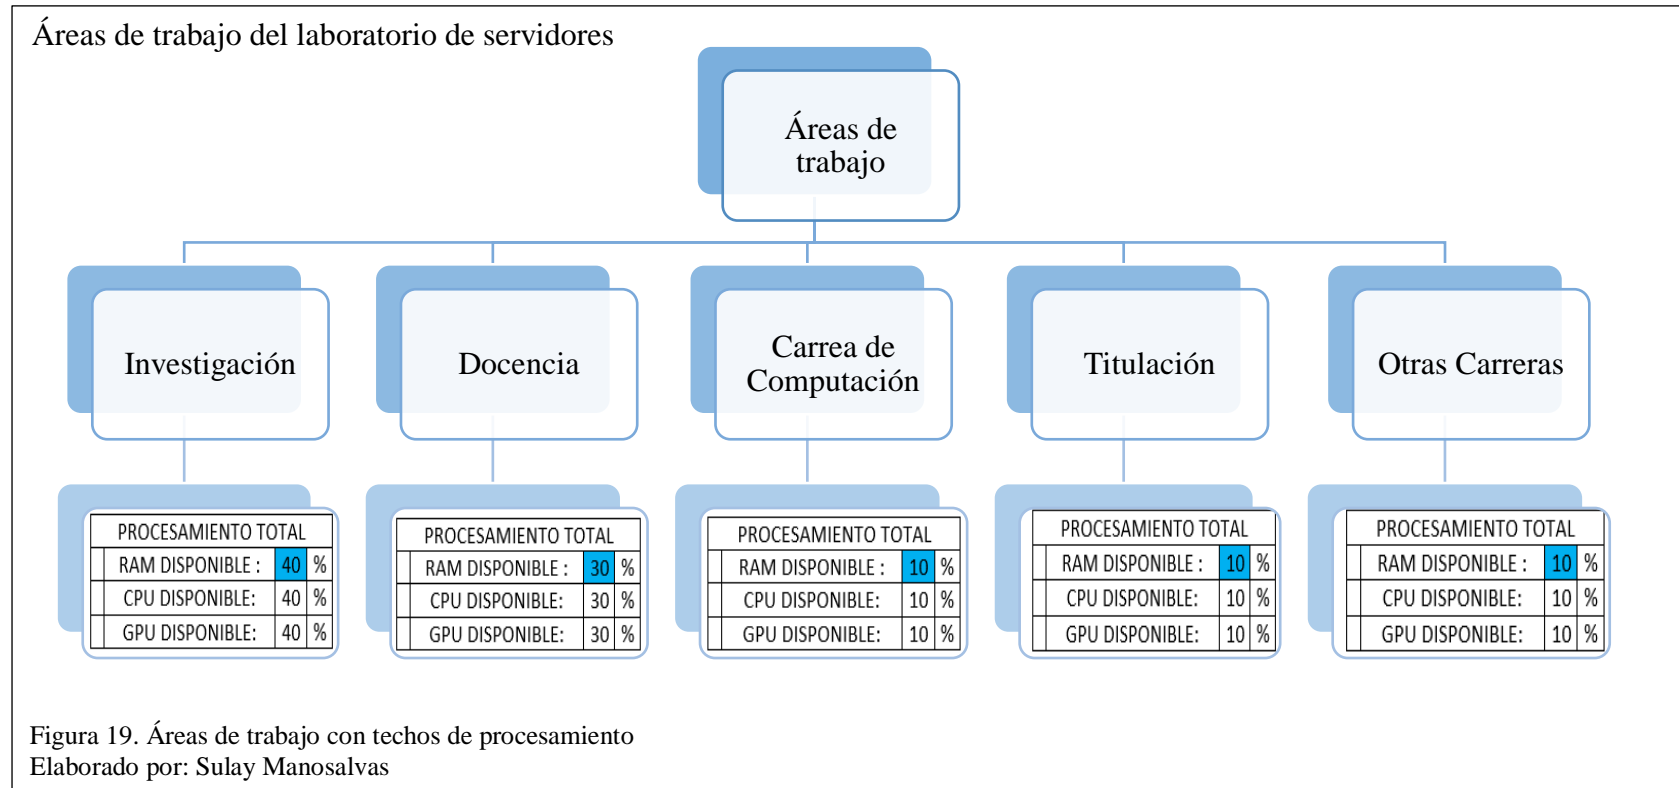 Áreas de trabajo del laboratorio de servidores
Áreas de
trabajo
Investigación
Docencia
Carrea de
Computación
Titulación
Otras Carreras
PROCESAMIENTO TOTAL
RAM DISPONIBLE : 40 %
CPU DISPONIBLE: 40 %
GPU DISPONIBLE: 40 %
PROCESAMIENTO TOTAL
RAM DISPONIBLE : 30 %
CPU DISPONIBLE: 30 %
GPU DISPONIBLE: 30 %
PROCESAMIENTO TOTAL
RAM DISPONIBLE : 10 %
CPU DISPONIBLE: 10 %
GPU DISPONIBLE: 10 %
PROCESAMIENTO TOTAL
RAM DISPONIBLE : 10 %
CPU DISPONIBLE: 10 %
GPU DISPONIBLE: 10 %
PROCESAMIENTO TOTAL
RAM DISPONIBLE : 10 %
CPU DISPONIBLE: 10 %
GPU DISPONIBLE: 10 %
Figura 19. Áreas de trabajo con techos de procesamiento
Elaborado por: Sulay Manosalvas